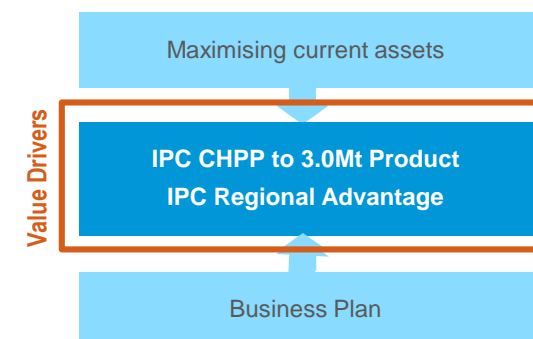 Maximising current assets
Value Drivers
IPC CHPP to 3.0Mt Product
IPC Regional Advantage
Business Plan